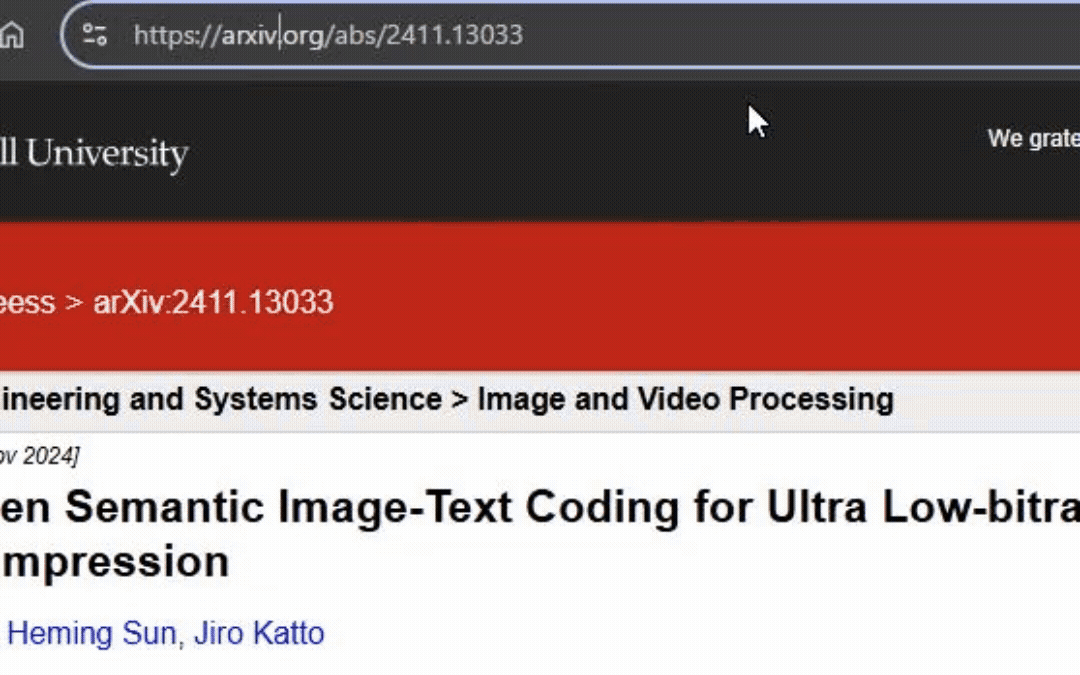 https://arxiv.org/abs/2411.13033
ll University
We grate
eess > arXiv:2411.13033
ineering and Systems Science > Image and Video Processing
ov 2024]
en Semantic Image-Text Coding for Ultra Low-bitra
mpression
Heming Sun, Jiro Katto